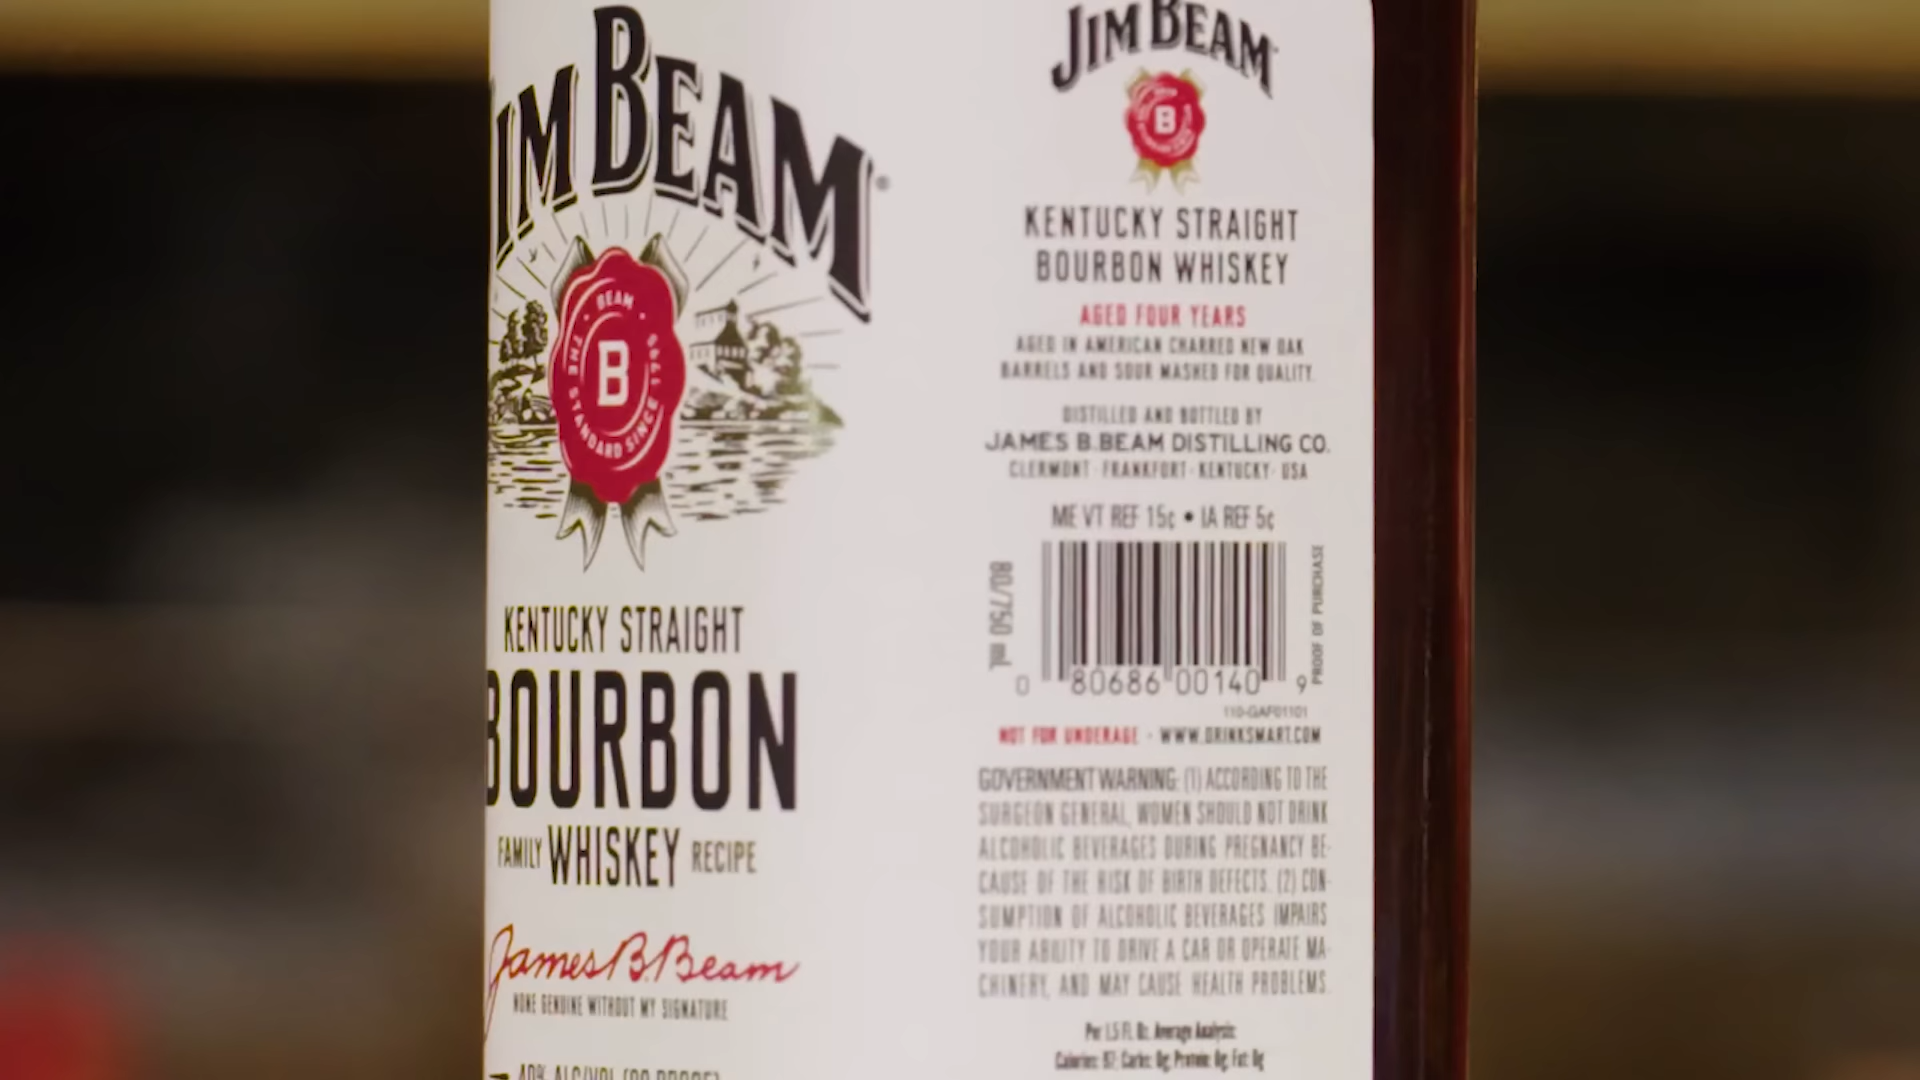 JIM BEAM®
BEAM
THE STANDARD SINCE 1795
B
KENTUCKY STRAIGHT
BOURBON
FAMILY WHISKEY RECIPE
James B. Beam
NONE GENUINE WITHOUT MY SIGNATURE
40% ALC/VOL (80 PROOF)
JIM BEAM
B
KENTUCKY STRAIGHT
BOURBON WHISKEY
AGED FOUR YEARS
AGED IN AMERICAN CHARRED NEW OAK
BARRELS AND SOUR MASHED FOR QUALITY.
DISTILLED AND BOTTLED BY
JAMES B. BEAM DISTILLING CO.
CLERMONT · FRANKFORT · KENTUCKY · USA
ME VT REF 15¢ • IA REF 5¢
80/750 mL
PROOF OF PURCHASE
0 80686 00140 9
110-GAF01101
NOT FOR UNDERAGE - WWW.DRINKSMART.COM
GOVERNMENT WARNING: (1) ACCORDING TO THE
SURGEON GENERAL, WOMEN SHOULD NOT DRINK
ALCOHOLIC BEVERAGES DURING PREGNANCY BE-
CAUSE OF THE RISK OF BIRTH DEFECTS. (2) CON-
SUMPTION OF ALCOHOLIC BEVERAGES IMPAIRS
YOUR ABILITY TO DRIVE A CAR OR OPERATE MA-
CHINERY, AND MAY CAUSE HEALTH PROBLEMS.
Per 1.5 Fl. Oz. Average Analysis:
Calories: 97; Carbs: 0g; Protein: 0g; Fat: 0g